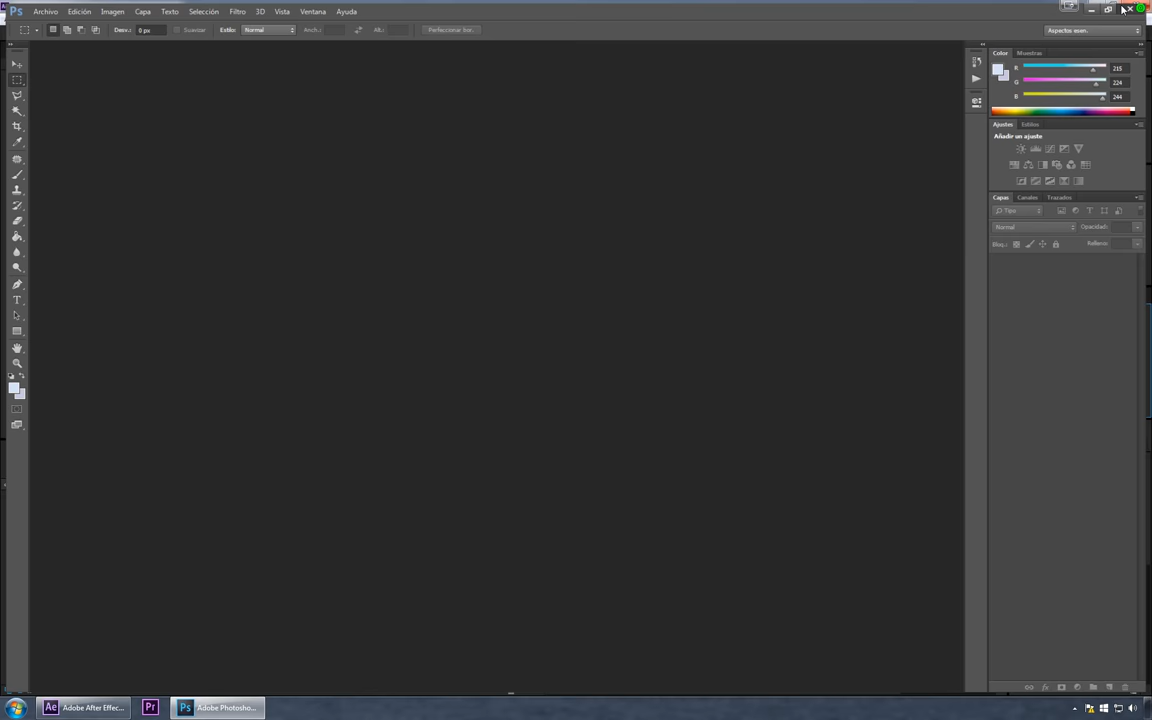 Ps Archivo Edición Imagen Capa Texto Selección Filtro 3D Vista Ventana Ayuda
Desv.: 0 px Suavizar Estilo: Normal Anch.: Alt.: Perfeccionar bor... Aspectos esen.
Color Muestras
R 215
G 224
B 244
Ajustes Estilos
Añadir un ajuste
Capas Canales Trazados
Tipo
Normal Opacidad:
Bloq.: Relleno:
fx
Ae Adobe After Effec... Pr Ps Adobe Photosho...